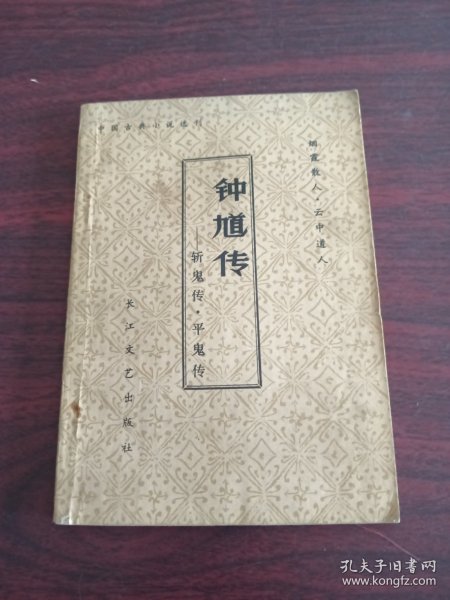 中国古典小说选刊
烟霞散人·云中道人
钟馗传
—斩鬼传·平鬼传
长江文艺出版社
孔夫子旧书网
www.kongfz.com